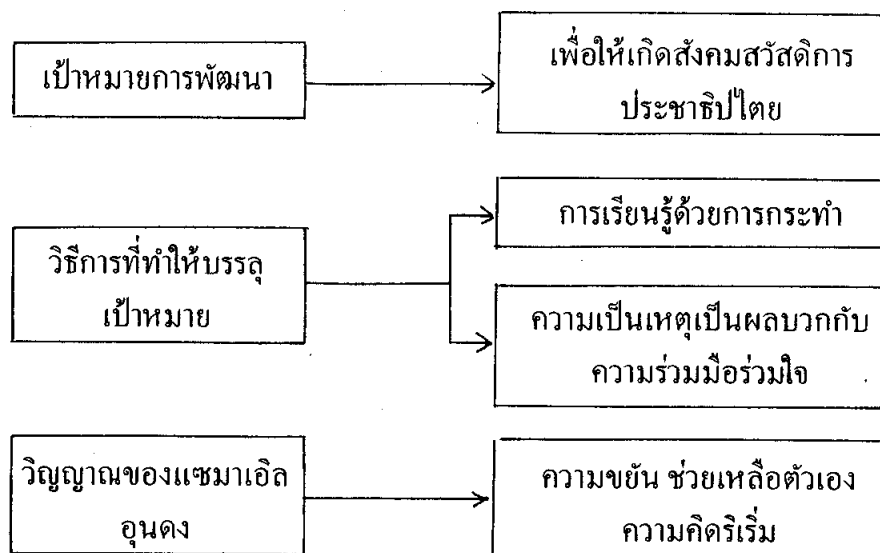 เป้าหมายการพัฒนา
เพื่อให้เกิดสังคมสวัสดิการ
ประชาธิปไตย
วิธีการที่ทำให้บรรลุ
เป้าหมาย
การเรียนรู้ด้วยการกระทำ
ความเป็นเหตุเป็นผลบวกกับ
ความร่วมมือร่วมใจ
วิญญาณของแซมาเอิล
อุนดง
ความขยัน ช่วยเหลือตัวเอง
ความคิดริเริ่ม